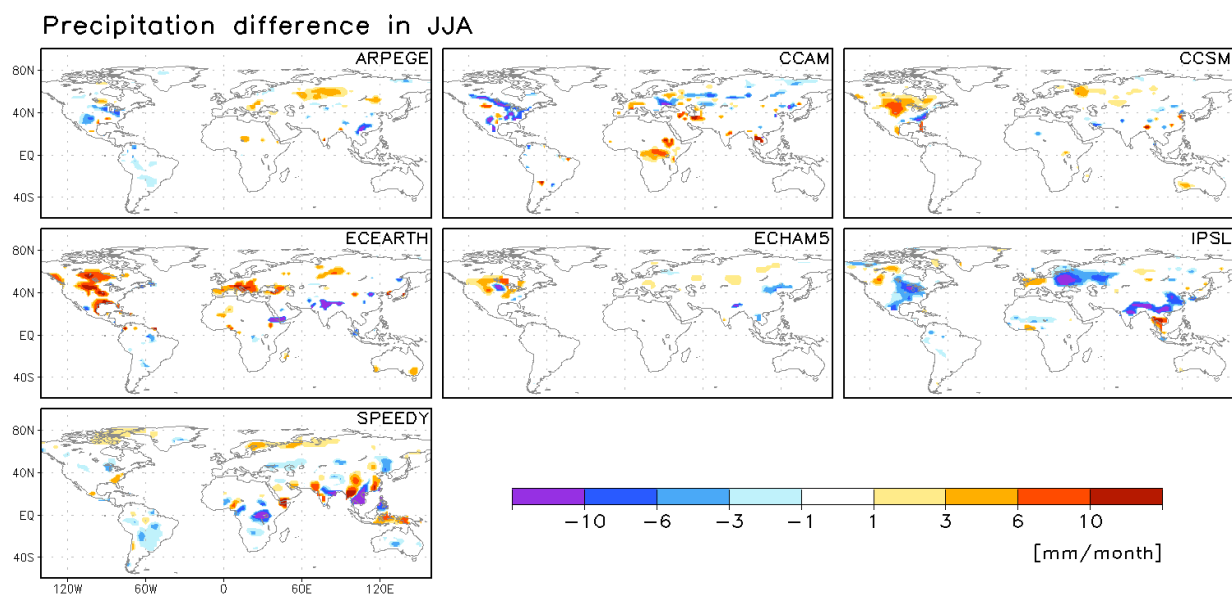 Precipitation difference in JJA
ARPEGE CCAM CCSM
80N
40N
EQ
40S
ECEARTH ECHAM5 IPSL
80N
40N
EQ
40S
SPEEDY
80N
40N
EQ
40S
120W 60W 0 60E 120E
−10 −6 −3 −1 1 3 6 10
[mm/month]